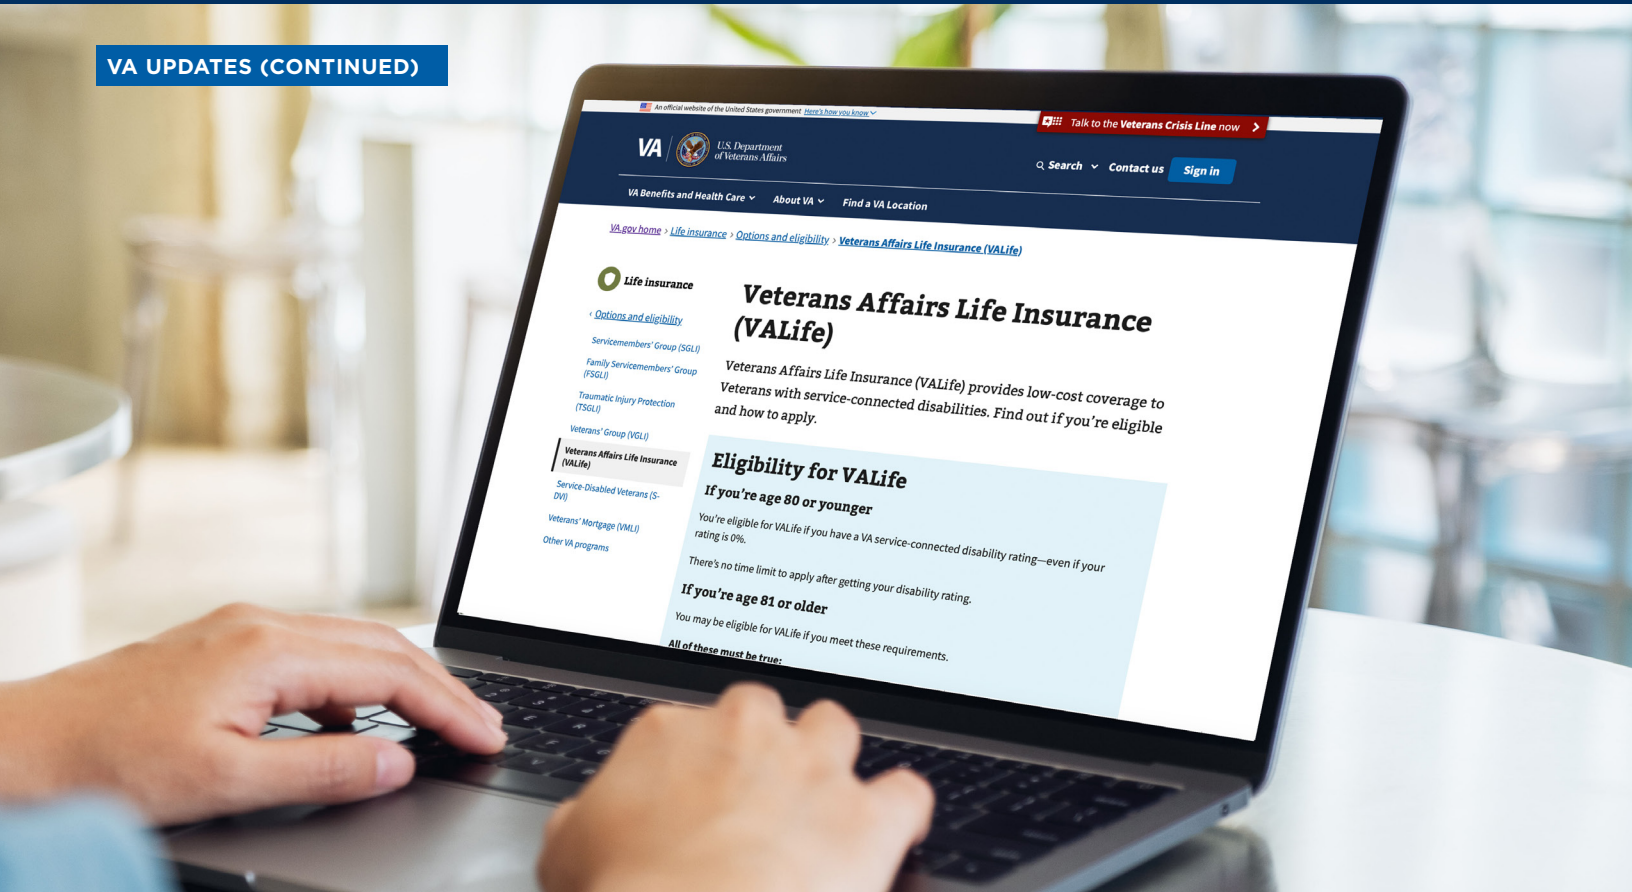 VA UPDATES (CONTINUED)
An official website of the United States government Here's how you know
Talk to the Veterans Crisis Line now
VA
U.S. Department
of Veterans Affairs
Search Contact us Sign in
VA Benefits and Health Care About VA Find a VA Location
VA.gov home › Life insurance › Options and eligibility › Veterans Affairs Life Insurance (VALife)
Life insurance
‹ Options and eligibility
Servicemembers' Group (SGLI)
Family Servicemembers' Group
(FSGLI)
Traumatic Injury Protection
(TSGLI)
Veterans' Group (VGLI)
Veterans Affairs Life Insurance
(VALife)
Service-Disabled Veterans (S-
DVI)
Veterans' Mortgage (VMLI)
Other VA programs
Veterans Affairs Life Insurance
(VALife)
Veterans Affairs Life Insurance (VALife) provides low-cost coverage to
Veterans with service-connected disabilities. Find out if you're eligible
and how to apply.
Eligibility for VALife
If you're age 80 or younger
You're eligible for VALife if you have a VA service-connected disability rating—even if your
rating is 0%.
There's no time limit to apply after getting your disability rating.
If you're age 81 or older
You may be eligible for VALife if you meet these requirements.
All of these must be true: